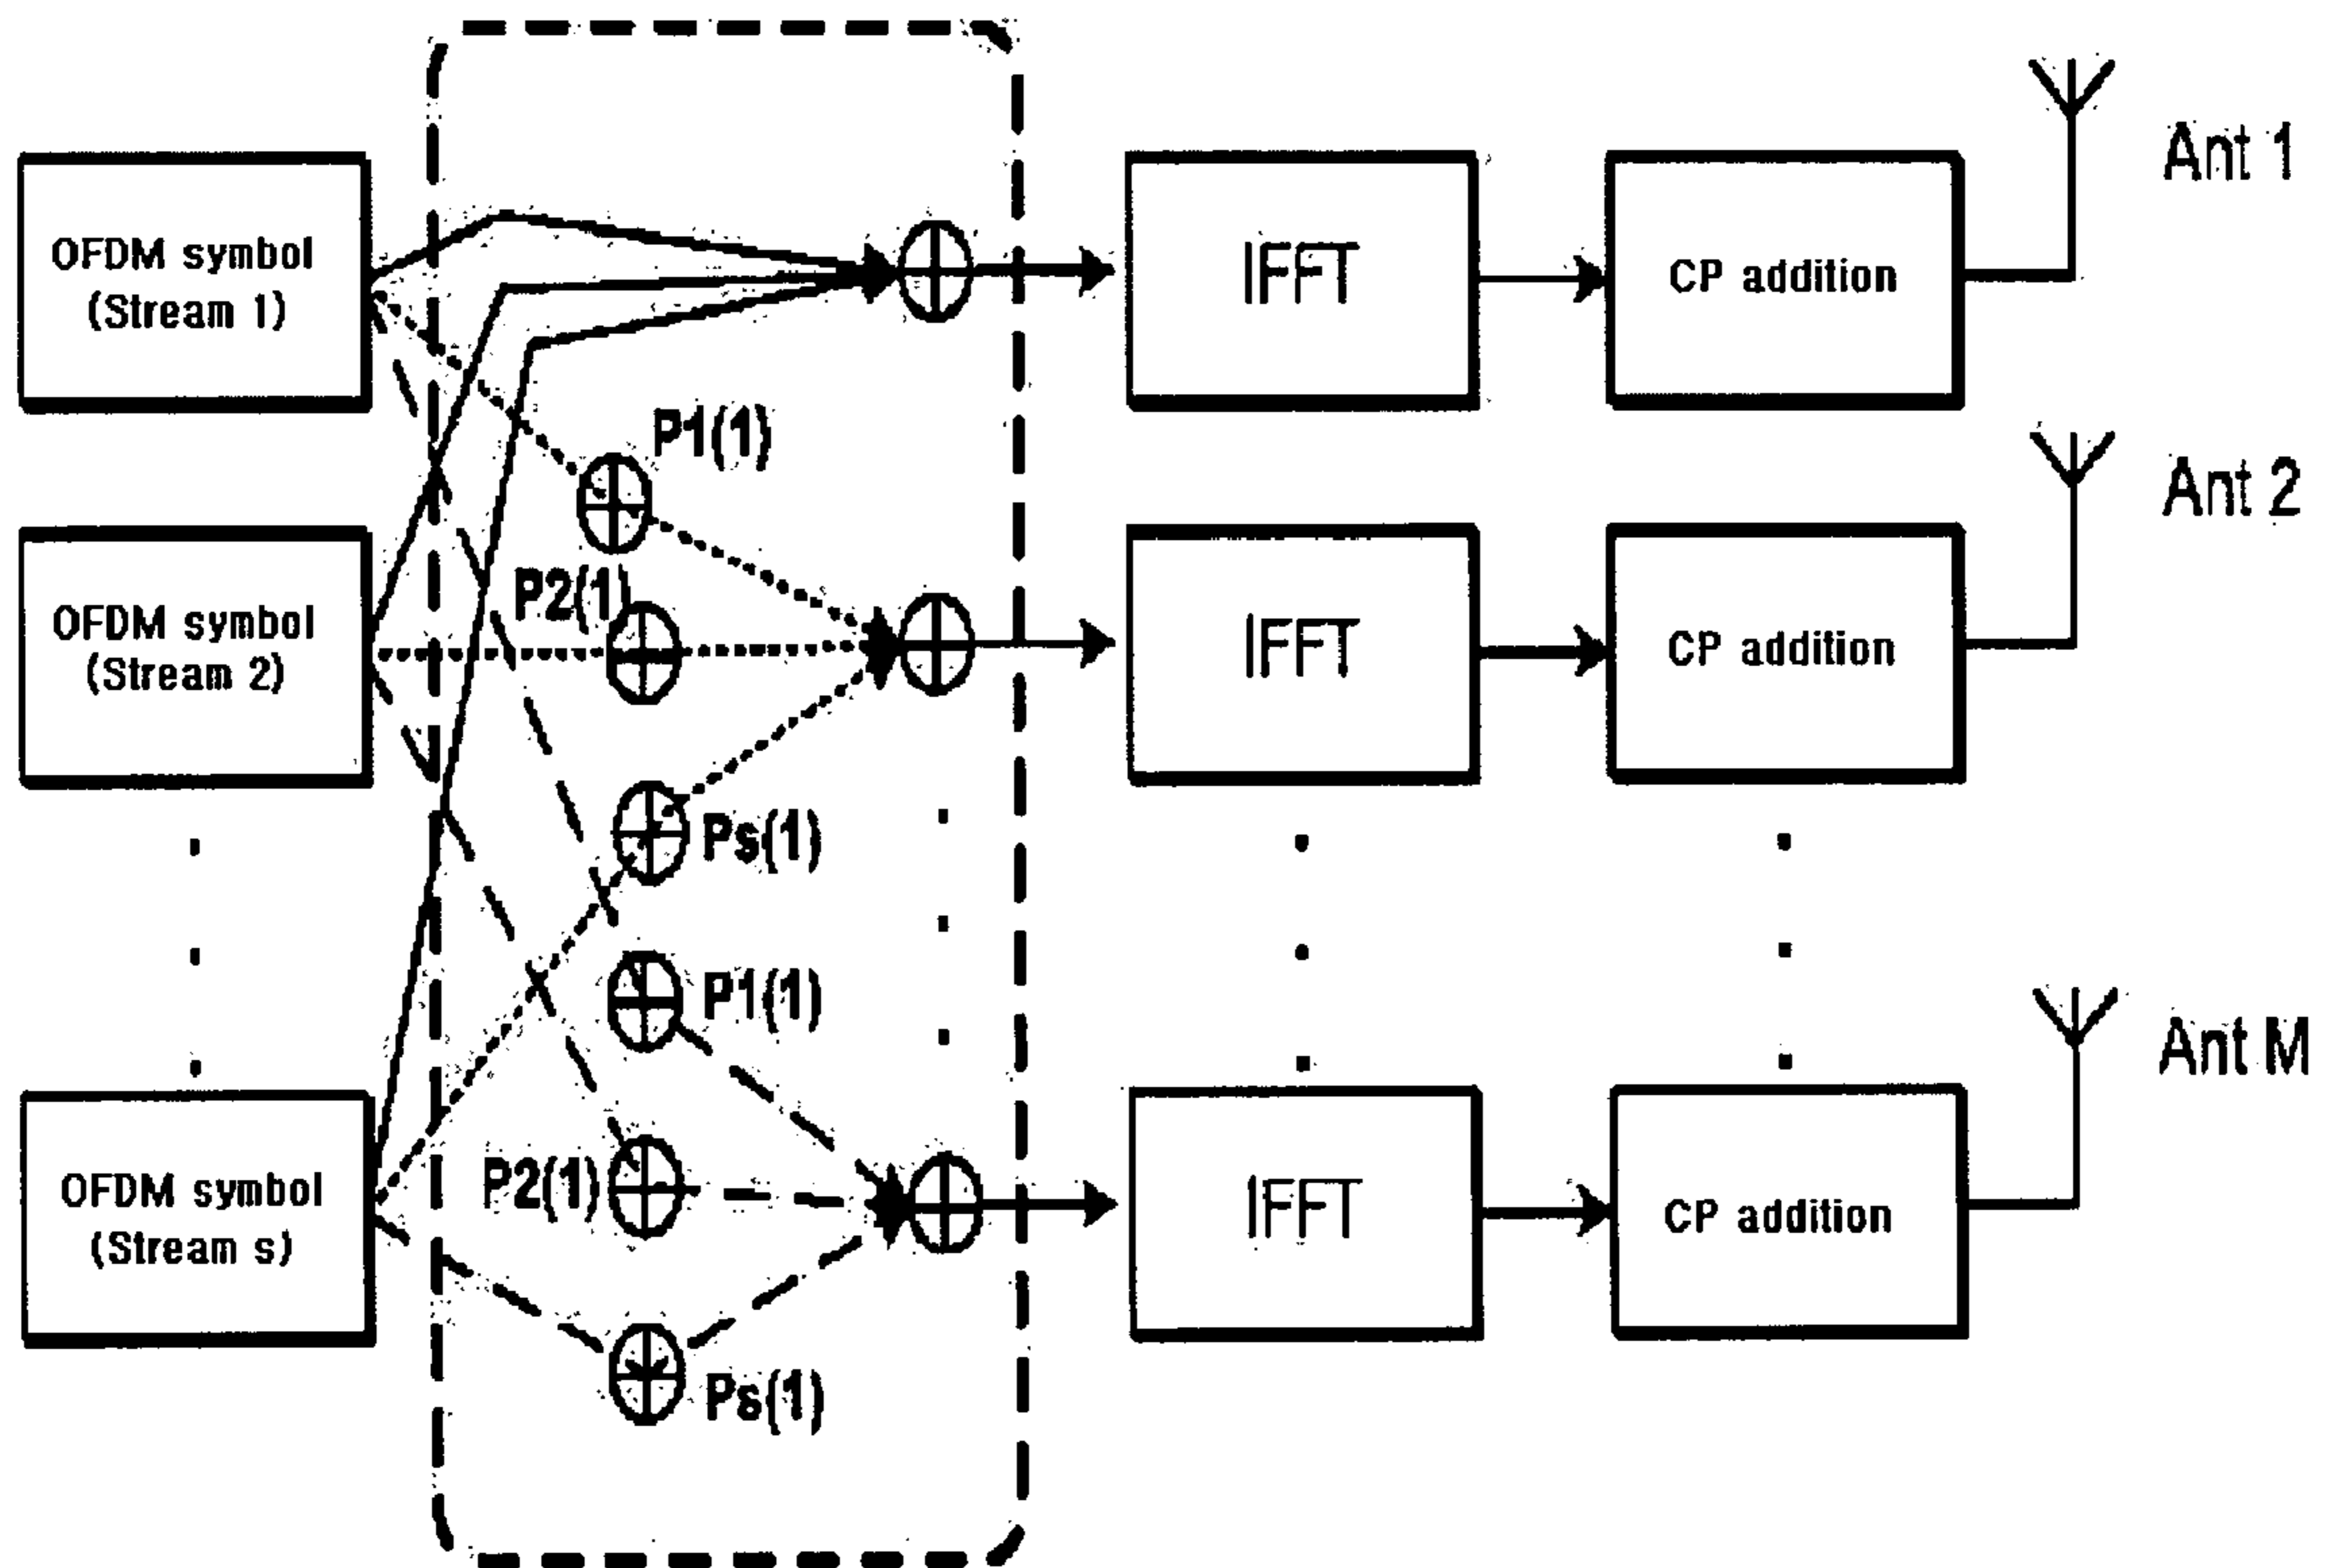 OFDM symbol
(Stream 1)
IFFT
CP addition
Ant 1
P1(1)
P2(1)
OFDM symbol
(Stream 2)
IFFT
CP addition
Ant 2
Ps(1)
P1(1)
P2(1)
OFDM symbol
(Stream s)
IFFT
CP addition
Ant M
Ps(1)